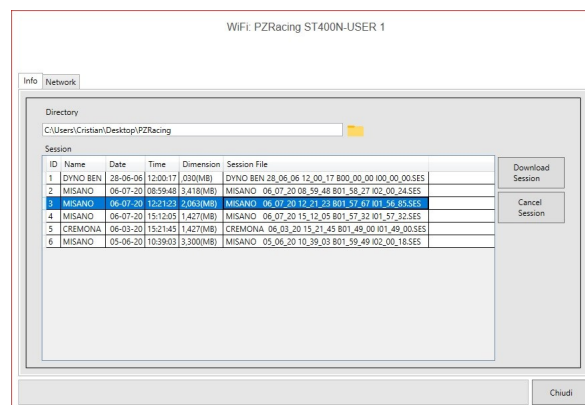 WiFi: PZRacing ST400N-USER 1
Info Network
Directory
C:\Users\Cristian\Desktop\PZRacing
Session
ID Name Date Time Dimension Session File
1 DYNO BEN 28-06-06 12:00:17 ,030(MB) DYNO BEN 28_06_06 12_00_17 B00_00_00 I00_00_00.SES
2 MISANO 06-07-20 08:59:48 3,418(MB) MISANO 06_07_20 08_59_48 B01_58_27 I02_00_24.SES
3 MISANO 06-07-20 12:21:23 2,063(MB) MISANO 06_07_20 12_21_23 B01_57_67 I01_56_85.SES
4 MISANO 06-07-20 15:12:05 1,427(MB) MISANO 06_07_20 15_12_05 B01_57_32 I01_57_32.SES
5 CREMONA 06-03-20 15:21:45 1,427(MB) CREMONA 06_03_20 15_21_45 B01_49_00 I01_49_00.SES
6 MISANO 05-06-20 10:39:03 3,300(MB) MISANO 05_06_20 10_39_03 B01_59_49 I02_00_18.SES
Download
Session
Cancel
Session
Chiudi